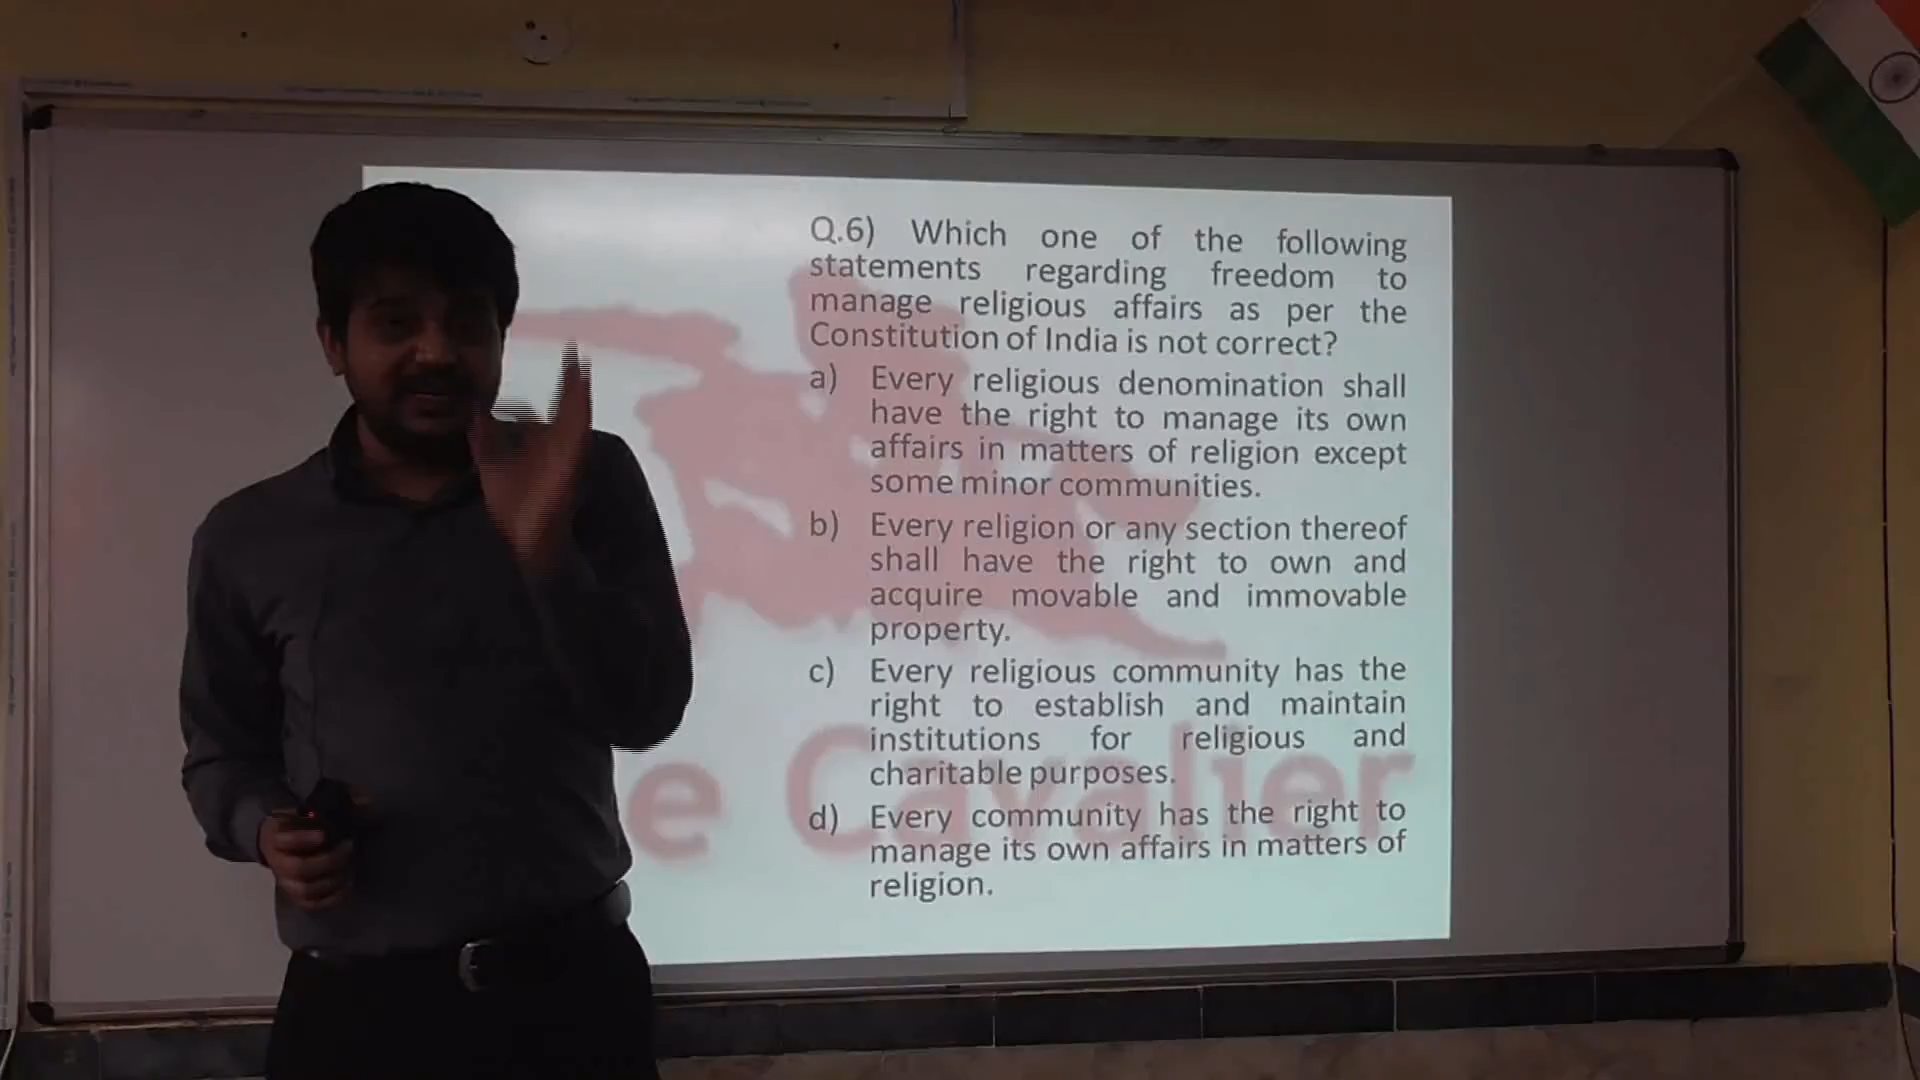 Q.6) Which one of the following
statements regarding freedom to
manage religious affairs as per the
Constitution of India is not correct?
a) Every religious denomination shall
have the right to manage its own
affairs in matters of religion except
some minor communities.
b) Every religion or any section thereof
shall have the right to own and
acquire movable and immovable
property.
c) Every religious community has the
right to establish and maintain
institutions for religious and
charitable purposes.
d) Every community has the right to
manage its own affairs in matters of
religion.
e Cavalier